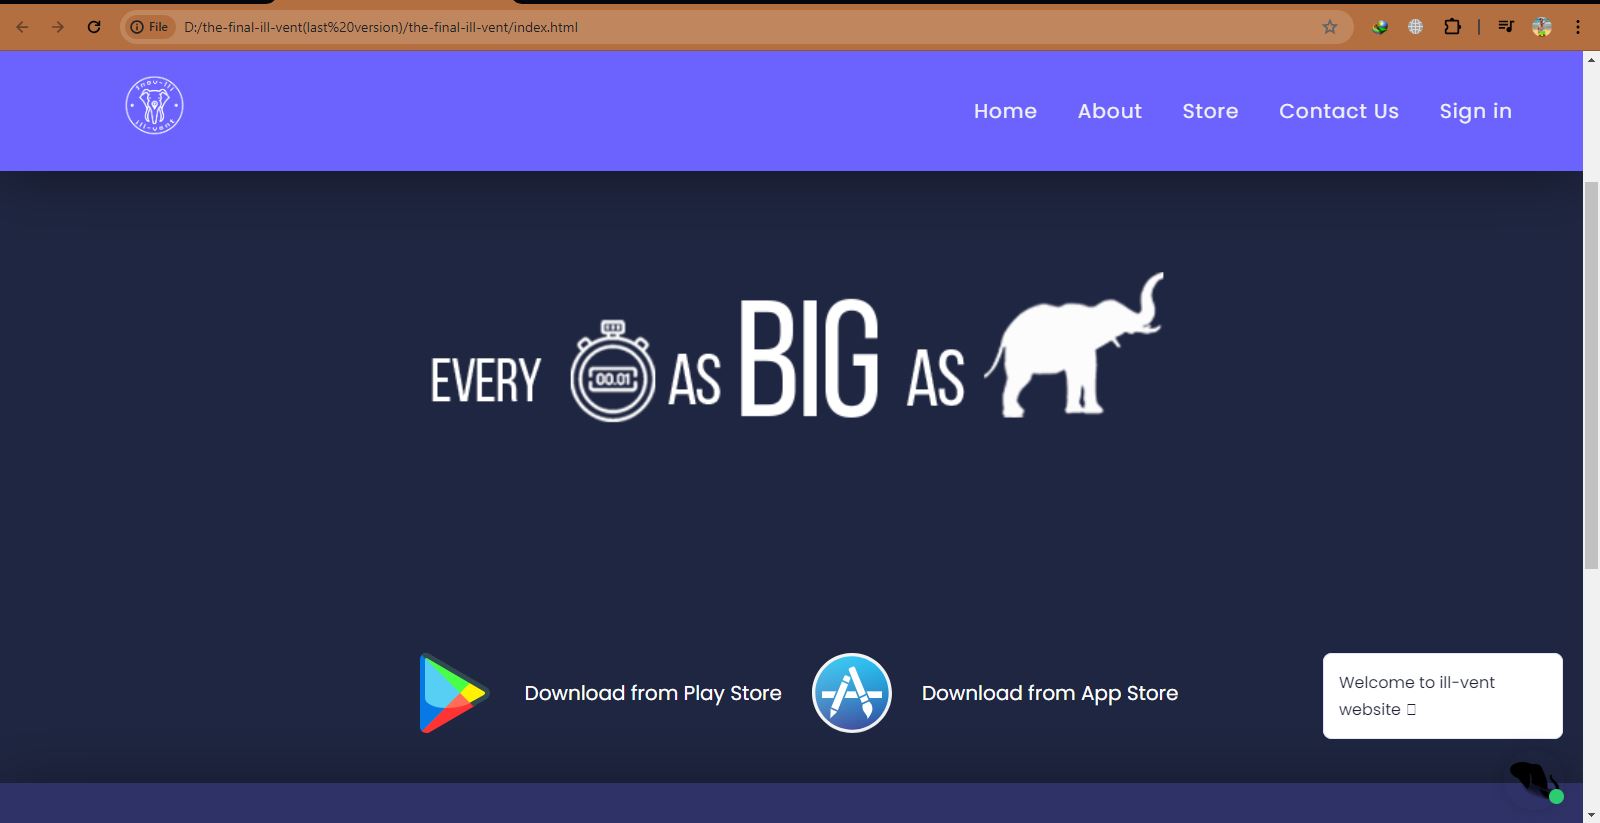 File D:/the-final-ill-vent(last%20version)/the-final-ill-vent/index.html
ill-vent
Home About Store Contact Us Sign in
EVERY 00.01 AS BIG AS
Download from Play Store Download from App Store
Welcome to ill-vent
website